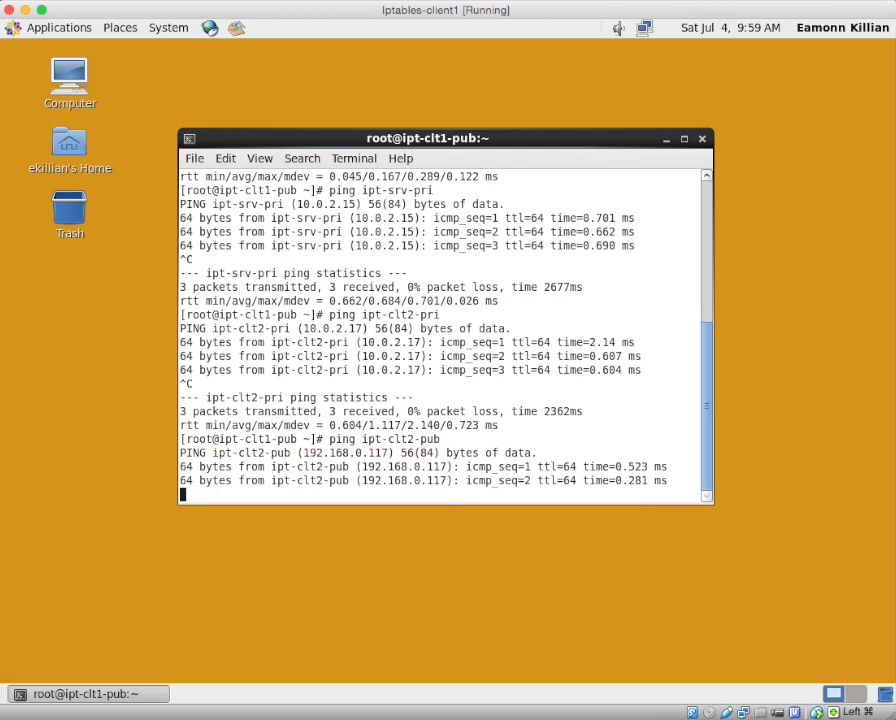 Iptables-client1 [Running]
Applications Places System Sat Jul 4, 9:59 AM Eamonn Killian
Computer
ekillian's Home
Trash
root@ipt-clt1-pub:~
File Edit View Search Terminal Help
rtt min/avg/max/mdev = 0.045/0.167/0.289/0.122 ms
[root@ipt-clt1-pub ~]# ping ipt-srv-pri
PING ipt-srv-pri (10.0.2.15) 56(84) bytes of data.
64 bytes from ipt-srv-pri (10.0.2.15): icmp_seq=1 ttl=64 time=0.701 ms
64 bytes from ipt-srv-pri (10.0.2.15): icmp_seq=2 ttl=64 time=0.662 ms
64 bytes from ipt-srv-pri (10.0.2.15): icmp_seq=3 ttl=64 time=0.690 ms
^C
--- ipt-srv-pri ping statistics ---
3 packets transmitted, 3 received, 0% packet loss, time 2677ms
rtt min/avg/max/mdev = 0.662/0.684/0.701/0.026 ms
[root@ipt-clt1-pub ~]# ping ipt-clt2-pri
PING ipt-clt2-pri (10.0.2.17) 56(84) bytes of data.
64 bytes from ipt-clt2-pri (10.0.2.17): icmp_seq=1 ttl=64 time=2.14 ms
64 bytes from ipt-clt2-pri (10.0.2.17): icmp_seq=2 ttl=64 time=0.607 ms
64 bytes from ipt-clt2-pri (10.0.2.17): icmp_seq=3 ttl=64 time=0.604 ms
^C
--- ipt-clt2-pri ping statistics ---
3 packets transmitted, 3 received, 0% packet loss, time 2362ms
rtt min/avg/max/mdev = 0.604/1.117/2.140/0.723 ms
[root@ipt-clt1-pub ~]# ping ipt-clt2-pub
PING ipt-clt2-pub (192.168.0.117) 56(84) bytes of data.
64 bytes from ipt-clt2-pub (192.168.0.117): icmp_seq=1 ttl=64 time=0.523 ms
64 bytes from ipt-clt2-pub (192.168.0.117): icmp_seq=2 ttl=64 time=0.281 ms
root@ipt-clt1-pub:~
Left ⌘